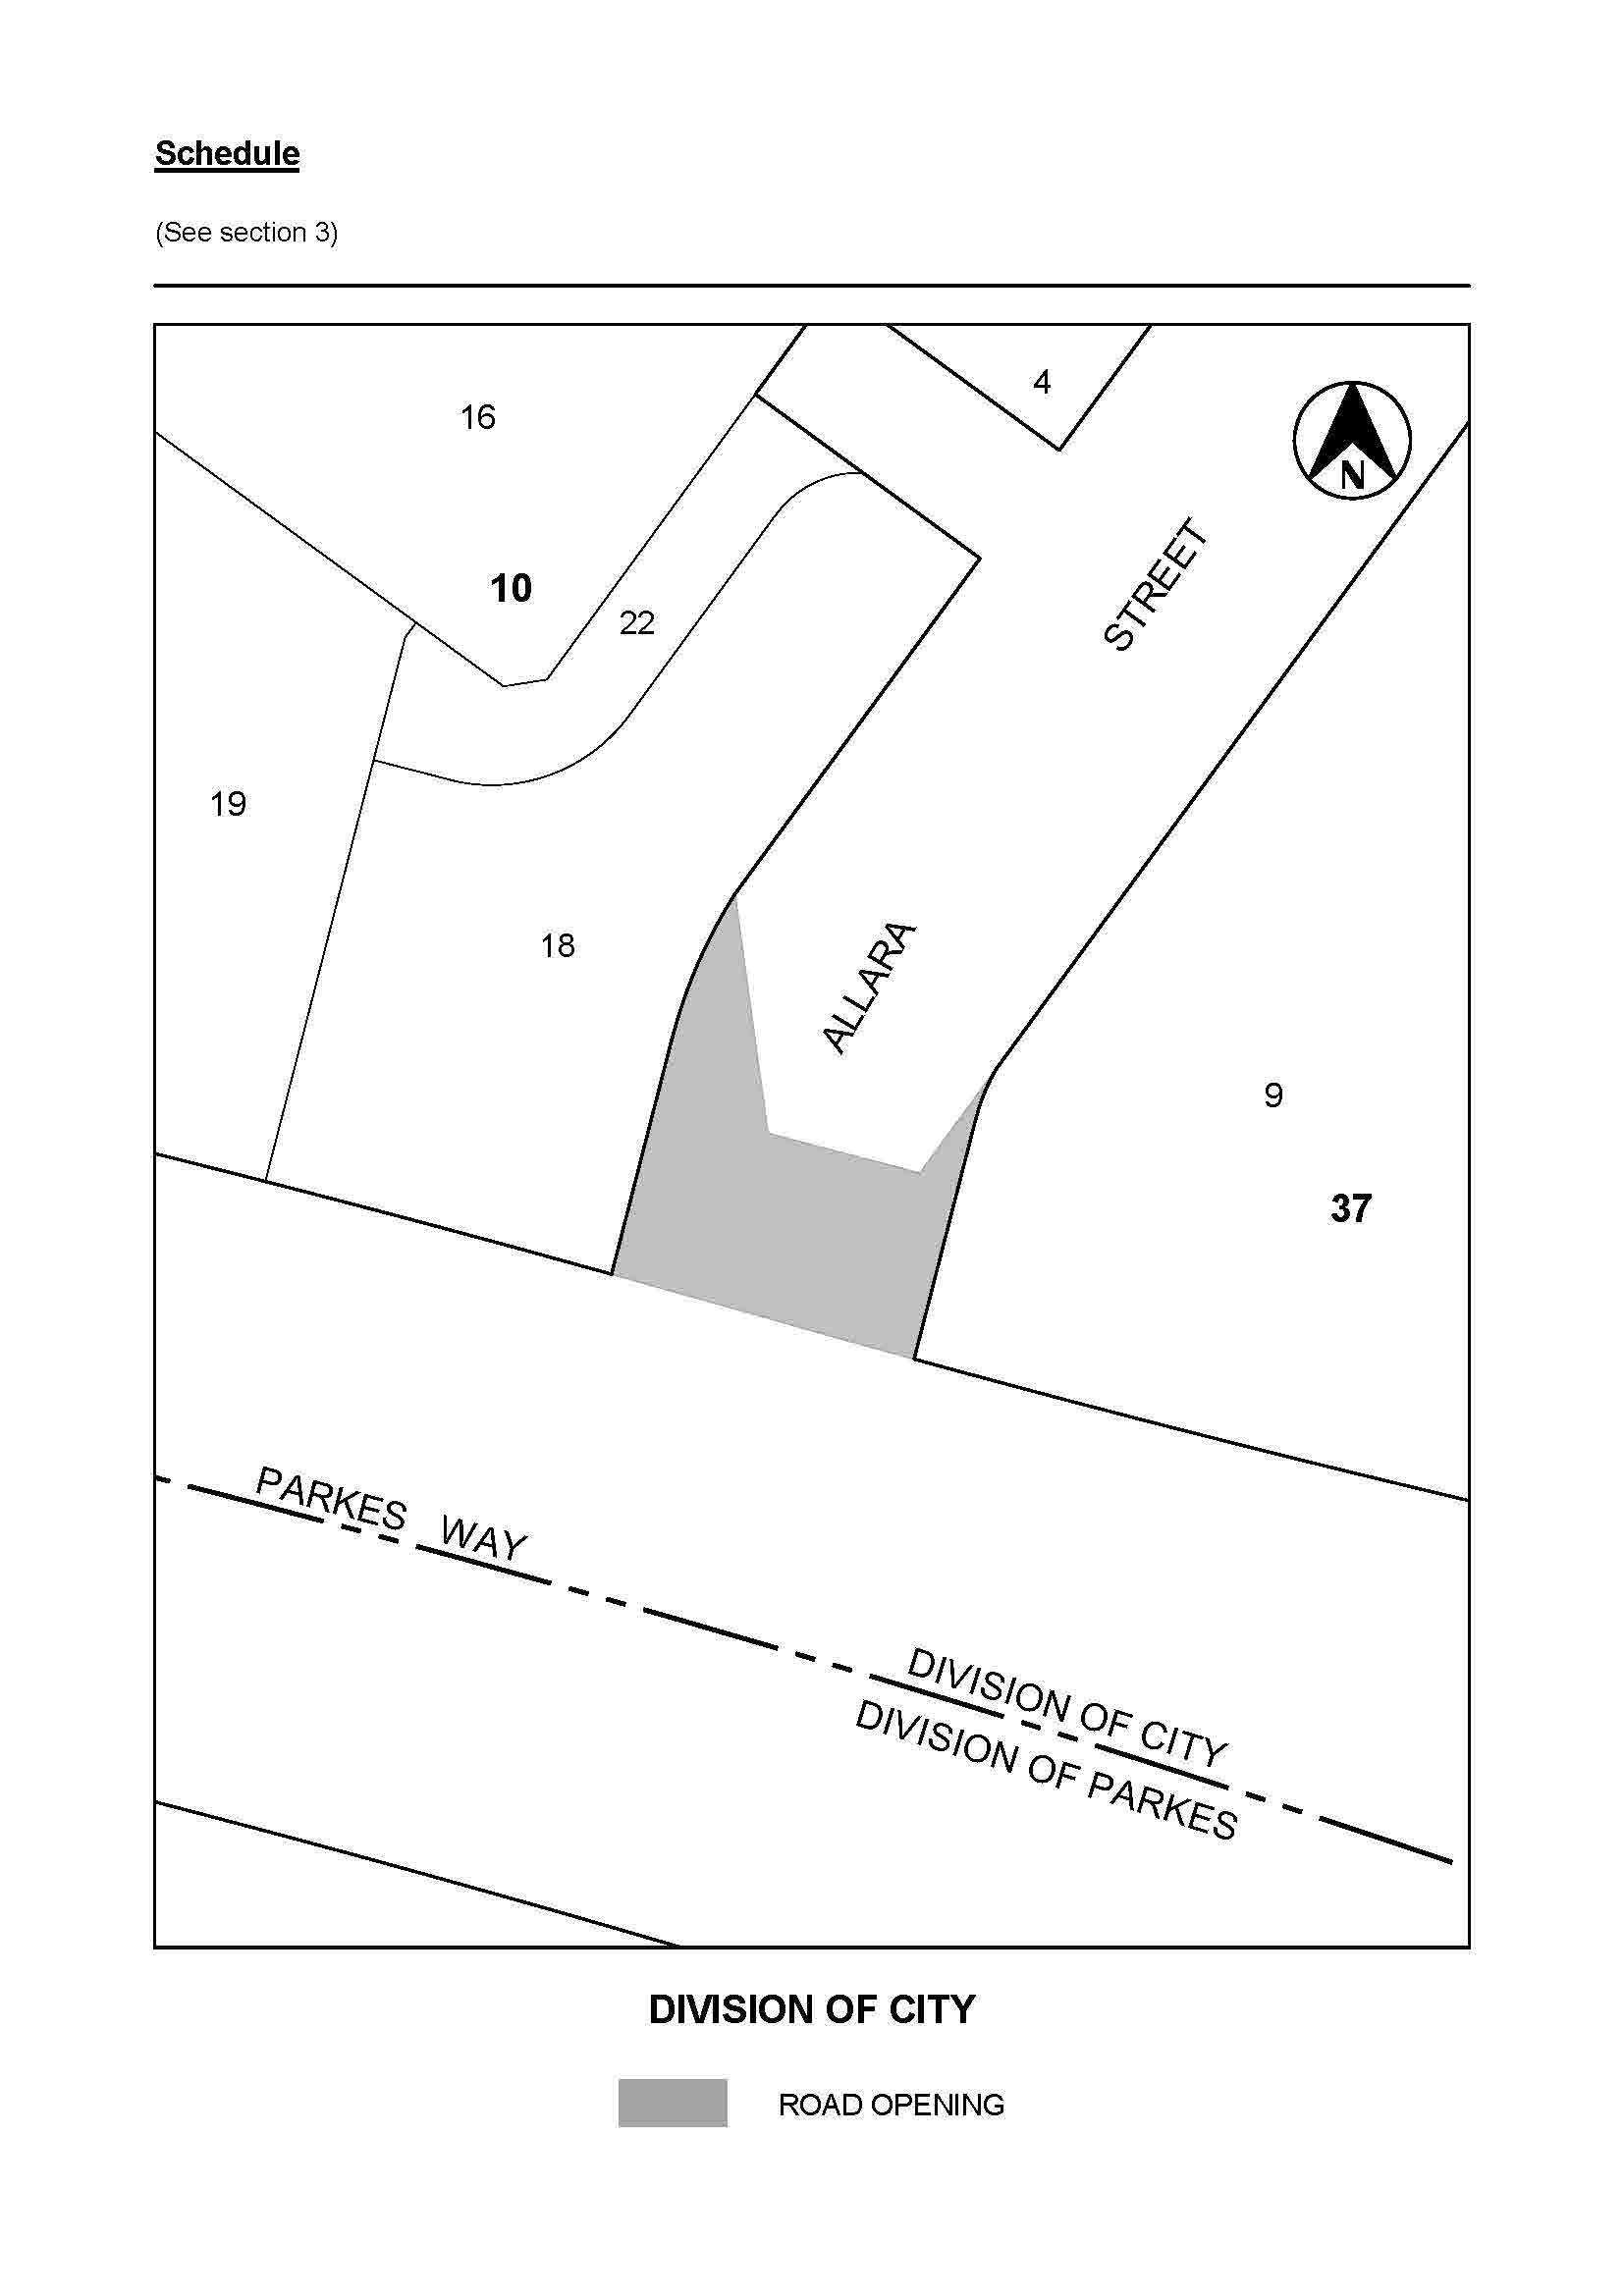 Schedule
(See section 3)
4
16
N
STREET
10
22
19
18
ALLARA
9
37
PARKES WAY
DIVISION OF CITY
DIVISION OF PARKES
DIVISION OF CITY
ROAD OPENING